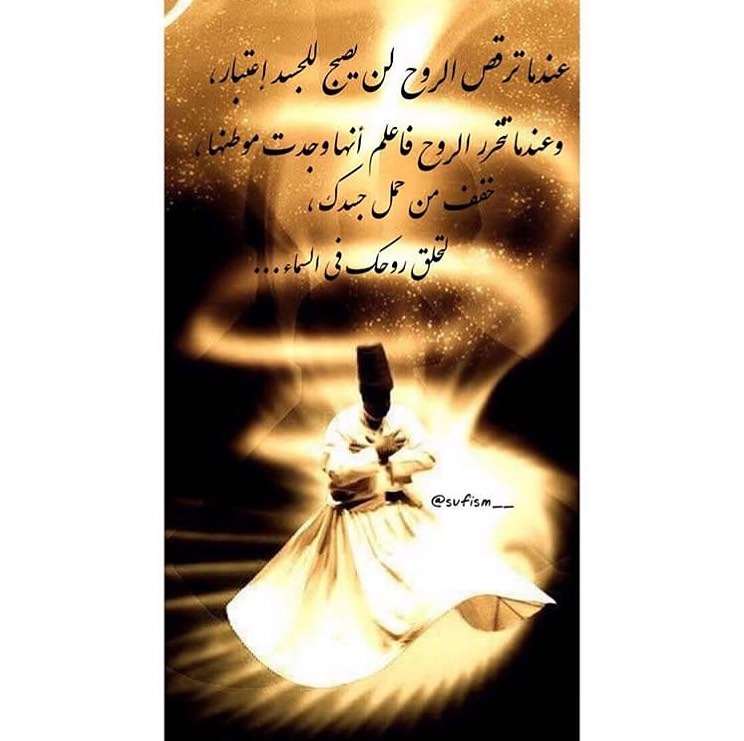 عندما ترقص الروح لن يصبح للجسد إعتبار،
وعندما تتحرر الروح فاعلم أنها وجدت موطنها،
خفف من حمل جسدك،
لتحلق روحك في السماء...
@sufism__